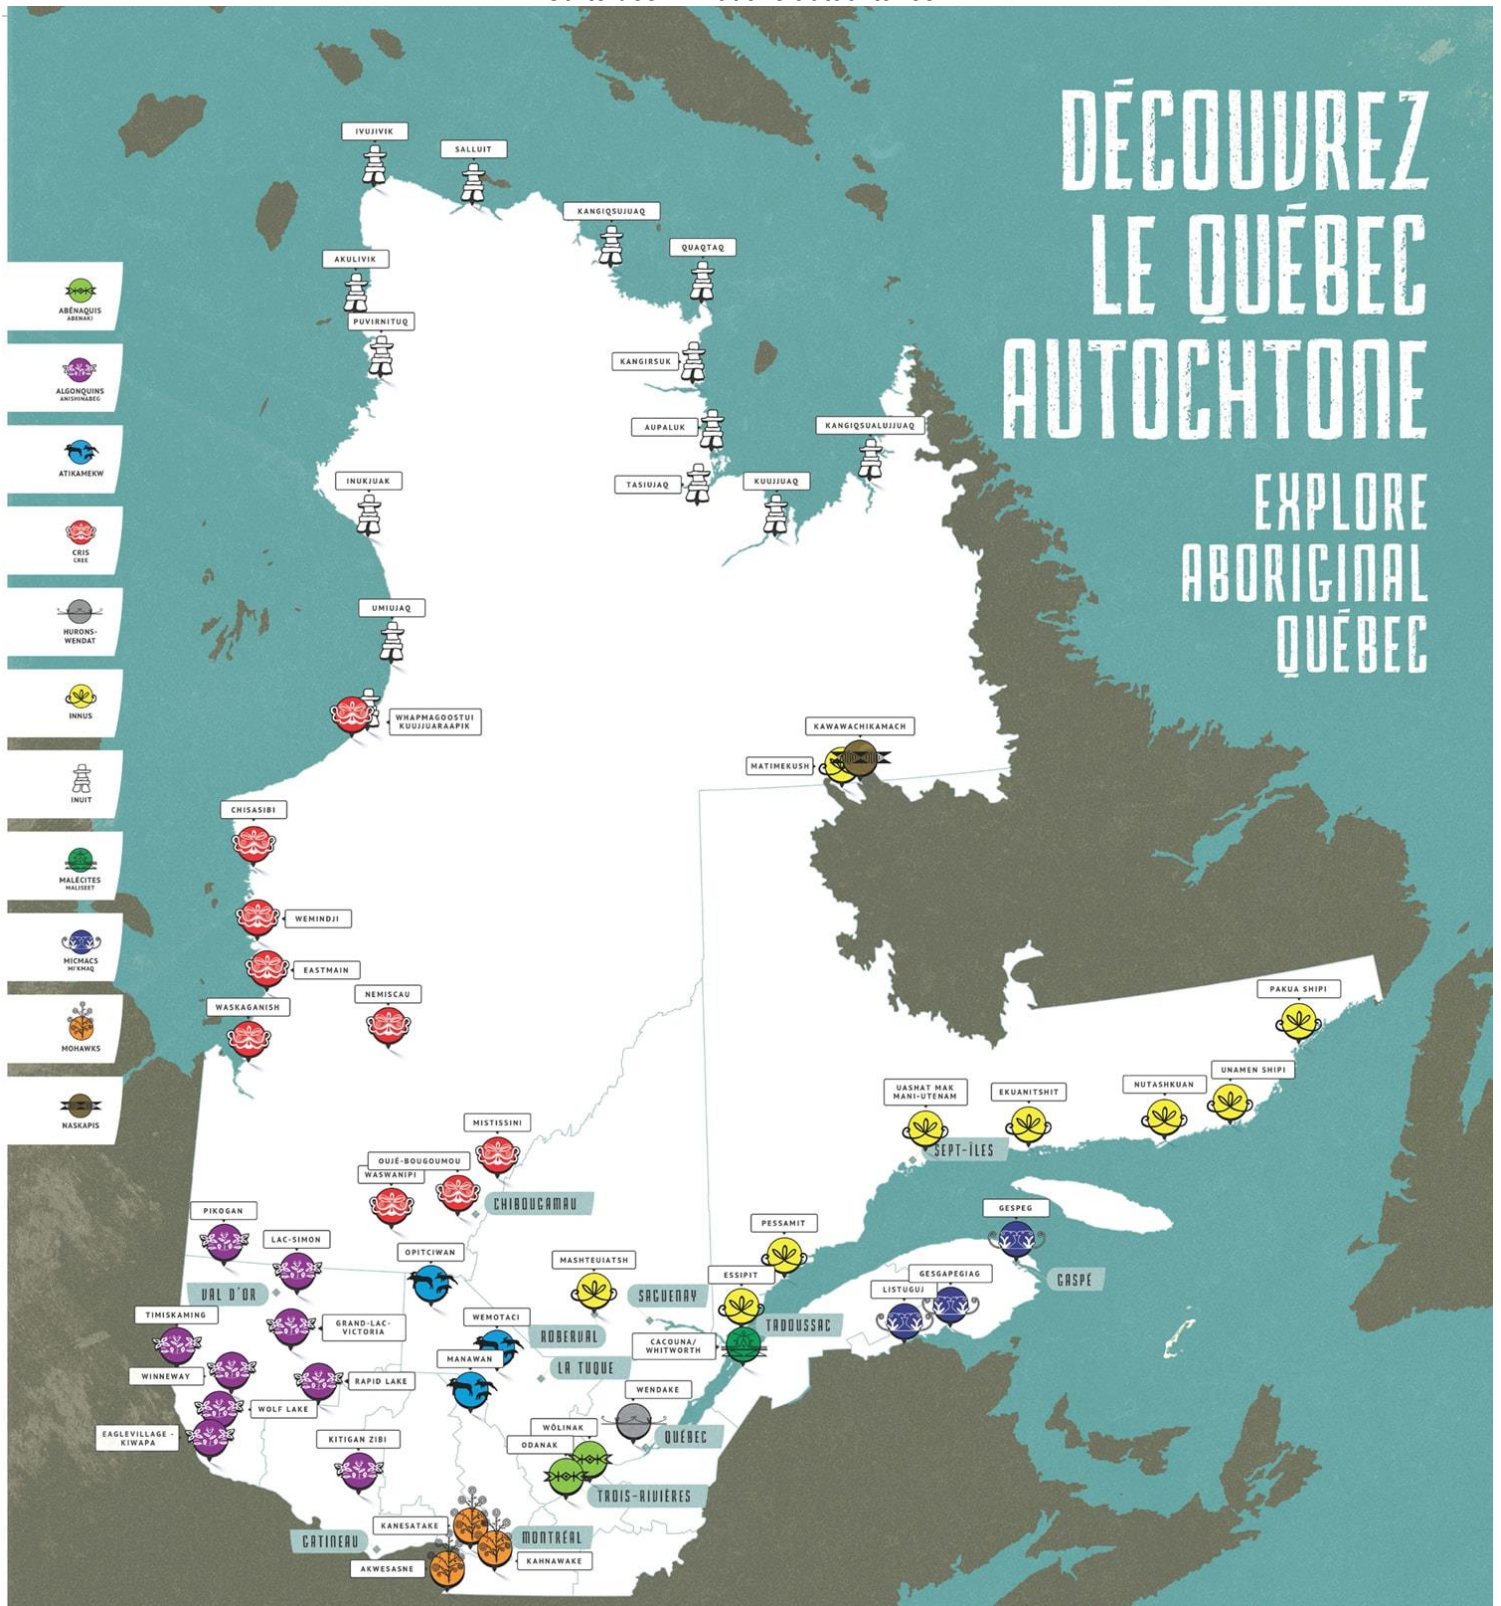 DÉCOUVREZ
LE QUÉBEC
AUTOCHTONE
EXPLORE
ABORIGINAL
QUÉBEC
ABÉNAQUIS
ABENAKI
ALGONQUINS
ANISHINABEG
ATIKAMEKW
CRIS
CREE
HURONS-
WENDAT
INNUS
INUIT
MALÉCITES
MALISEET
MICMACS
MI'KMAQ
MOHAWKS
NASKAPIS
IVUJIVIK
SALLUIT
KANGIQSUJUAQ
QUAQTAQ
AKULIVIK
PUVIRNITUQ
KANGIRSUK
AUPALUK
KANGIQSUALUJJUAQ
TASIUJAQ
KUUJJUAQ
INUKJUAK
UMIUJAQ
WHAPMAGOOSTUI
KUUJJUARAAPIK
KAWAWACHIKAMACH
MATIMEKUSH
CHISASIBI
WEMINDJI
EASTMAIN
NEMISCAU
WASKAGANISH
PAKUA SHIPI
UNAMEN SHIPI
NUTASHKUAN
EKUANITSHIT
UASHAT MAK
MANI-UTENAM
SEPT-ÎLES
MISTISSINI
OUJÉ-BOUGOUMOU
WASWANIPI
CHIBOUGAMAU
PIKOGAN
LAC-SIMON
OPITCIWAN
MASHTEUIATSH
PESSAMIT
ESSIPIT
GESPEG
GESGAPEGIAG
LISTUGUJ
GASPÉ
VAL D'OR
SAGUENAY
TADOUSSAC
TIMISKAMING
GRAND-LAC-
VICTORIA
WEMOTACI
ROBERVAL
CACOUNA/
WHITWORTH
MANAWAN
LA TUQUE
WINNEWAY
RAPID LAKE
WOLF LAKE
WENDAKE
EAGLEVILLAGE -
KIWAPA
KITIGAN ZIBI
WÔLINAK
ODANAK
QUÉBEC
TROIS-RIVIÈRES
KANESATAKE
GATINEAU
MONTRÉAL
KAHNAWAKE
AKWESASNE